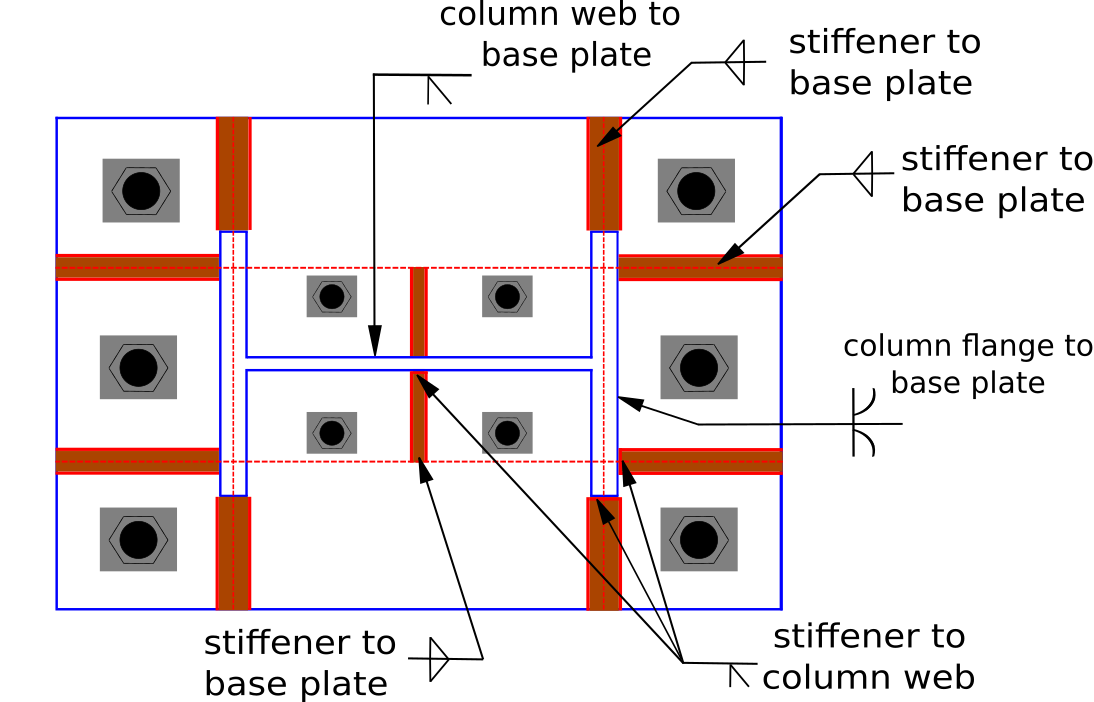 column web to
base plate
stiffener to
base plate
stiffener to
base plate
column flange to
base plate
stiffener to
base plate
stiffener to
column web